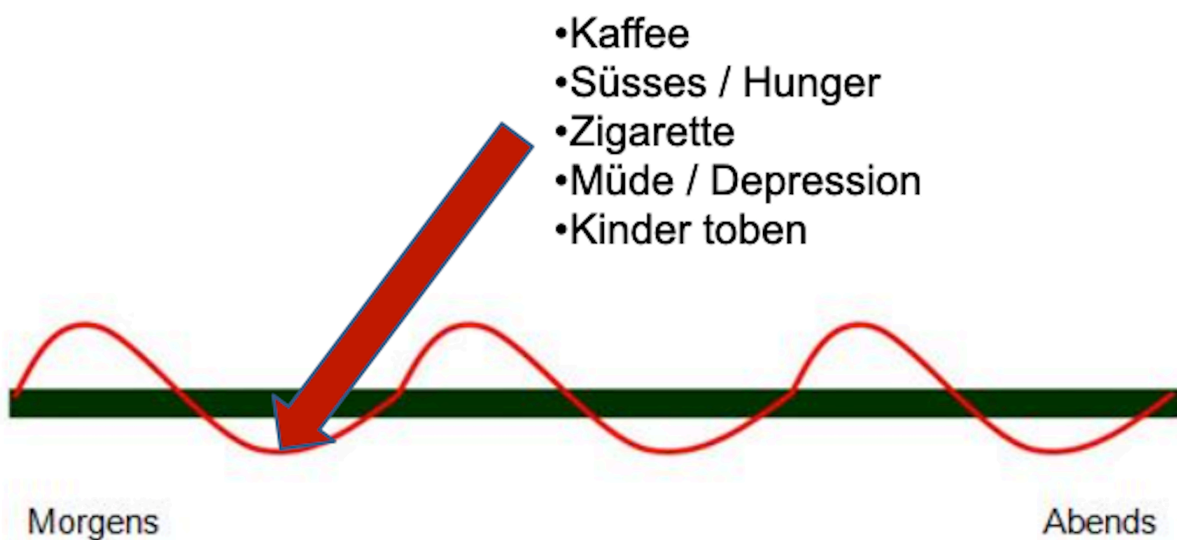 •Kaffee
•Süsses / Hunger
•Zigarette
•Müde / Depression
•Kinder toben
Morgens
Abends